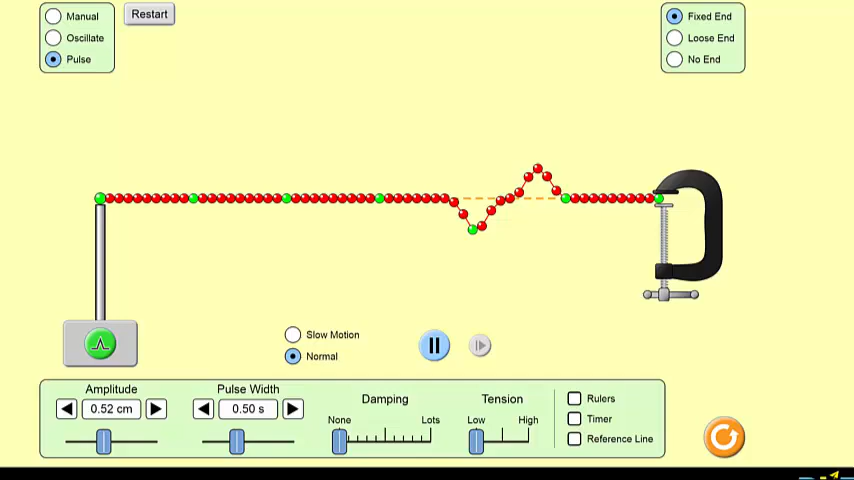 Manual
Restart
Oscillate
Pulse
Fixed End
Loose End
No End
Slow Motion
Normal
Amplitude
0.52 cm
Pulse Width
0.50 s
Damping
None
Lots
Tension
Low
High
Rulers
Timer
Reference Line